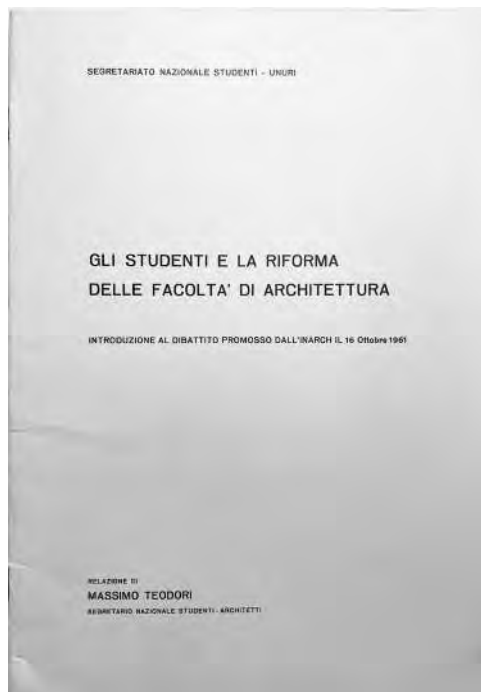 SEGRETARIATO NAZIONALE STUDENTI - UNURI
GLI STUDENTI E LA RIFORMA
DELLE FACOLTA' DI ARCHITETTURA
INTRODUZIONE AL DIBATTITO PROMOSSO DALL'INARCH IL 16 Ottobre 1961
RELAZIONE DI
MASSIMO TEODORI
SEGRETARIO NAZIONALE STUDENTI-ARCHITETTI